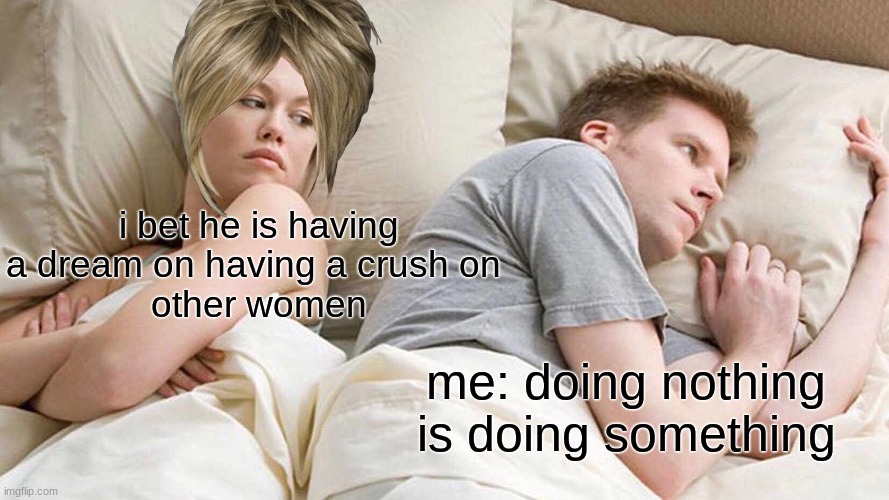 i bet he is having
a dream on having a crush on
other women
me: doing nothing
is doing something
imgflip.com